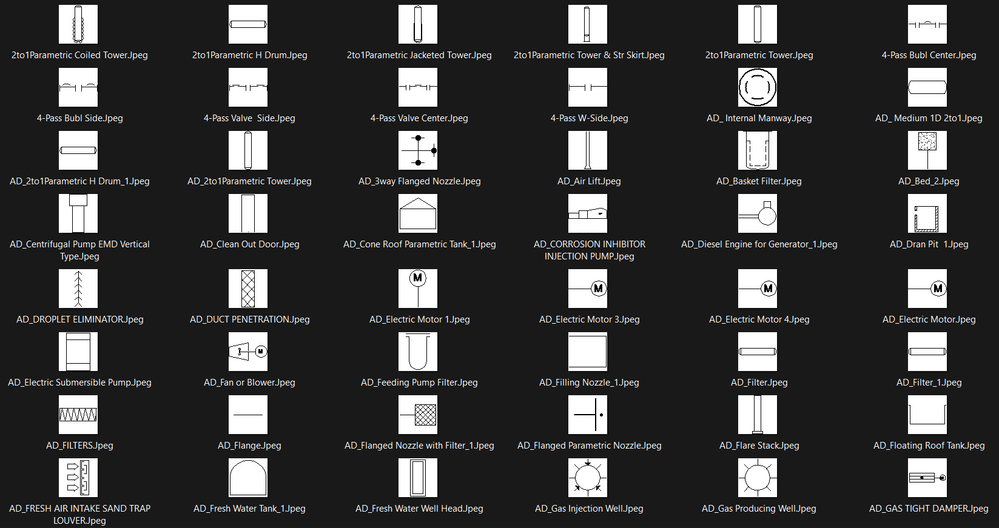 2to1Parametric Coiled Tower.Jpeg
2to1Parametric H Drum.Jpeg
2to1Parametric Jacketed Tower.Jpeg
2to1Parametric Tower & Str Skirt.Jpeg
2to1Parametric Tower.Jpeg
4-Pass Bubl Center.Jpeg
4-Pass Bubl Side.Jpeg
4-Pass Valve  Side.Jpeg
4-Pass Valve Center.Jpeg
4-Pass W-Side.Jpeg
AD_ Internal Manway.Jpeg
AD_ Medium 1D 2to1.Jpeg
AD_2to1Parametric H Drum_1.Jpeg
AD_2to1Parametric Tower.Jpeg
AD_3way Flanged Nozzle.Jpeg
AD_Air Lift.Jpeg
AD_Basket Filter.Jpeg
AD_Bed_2.Jpeg
AD_Centrifugal Pump EMD Vertical
Type.Jpeg
AD_Clean Out Door.Jpeg
AD_Cone Roof Parametric Tank_1.Jpeg
AD_CORROSION INHIBITOR
INJECTION PUMP.Jpeg
AD_Diesel Engine for Generator_1.Jpeg
AD_Dran Pit  1.Jpeg
AD_DROPLET ELIMINATOR.Jpeg
AD_DUCT PENETRATION.Jpeg
M
AD_Electric Motor 1.Jpeg
M
AD_Electric Motor 3.Jpeg
M
AD_Electric Motor 4.Jpeg
M
AD_Electric Motor.Jpeg
AD_Electric Submersible Pump.Jpeg
M
AD_Fan or Blower.Jpeg
AD_Feeding Pump Filter.Jpeg
AD_Filling Nozzle_1.Jpeg
AD_Filter.Jpeg
AD_Filter_1.Jpeg
AD_FILTERS.Jpeg
AD_Flange.Jpeg
AD_Flanged Nozzle with Filter_1.Jpeg
AD_Flanged Parametric Nozzle.Jpeg
AD_Flare Stack.Jpeg
AD_Floating Roof Tank.Jpeg
AD_FRESH AIR INTAKE SAND TRAP
LOUVER.Jpeg
AD_Fresh Water Tank_1.Jpeg
AD_Fresh Water Well Head.Jpeg
AD_Gas Injection Well.Jpeg
AD_Gas Producing Well.Jpeg
AD_GAS TIGHT DAMPER.Jpeg